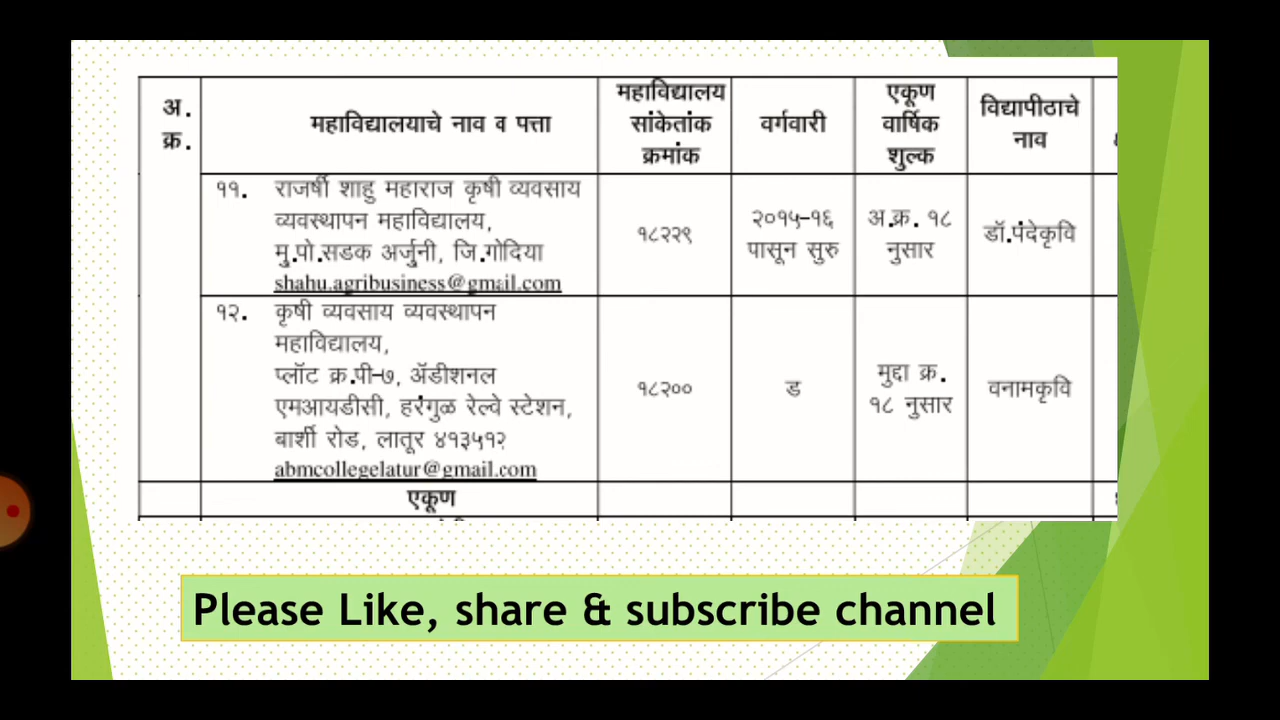 अ.
क्र.
महाविद्यालयाचे नाव व पत्ता
महाविद्यालय
सांकेतांक
क्रमांक
वर्गवारी
एकूण
वार्षिक
शुल्क
विद्यापीठाचे
नाव
११. राजर्षी शाहु महाराज कृषी व्यवसाय
व्यवस्थापन महाविद्यालय,
मु.पो.सडक अर्जुनी, जि.गोंदिया
shahu.agribusiness@gmail.com
१८२२९
२०१५-१६
पासून सुरु
अ.क्र. १८
नुसार
डॉ.पंदेकृवि
१२. कृषी व्यवसाय व्यवस्थापन
महाविद्यालय,
प्लॉट क्र.पी-७, ॲडीशनल
एमआयडीसी, हरंगुळ रेल्वे स्टेशन,
बार्शी रोड, लातूर ४१३५१२
abmcollegelatur@gmail.com
१८२००
ड
मुद्दा क्र.
१८ नुसार
वनामकृवि
एकूण
Please Like, share & subscribe channel